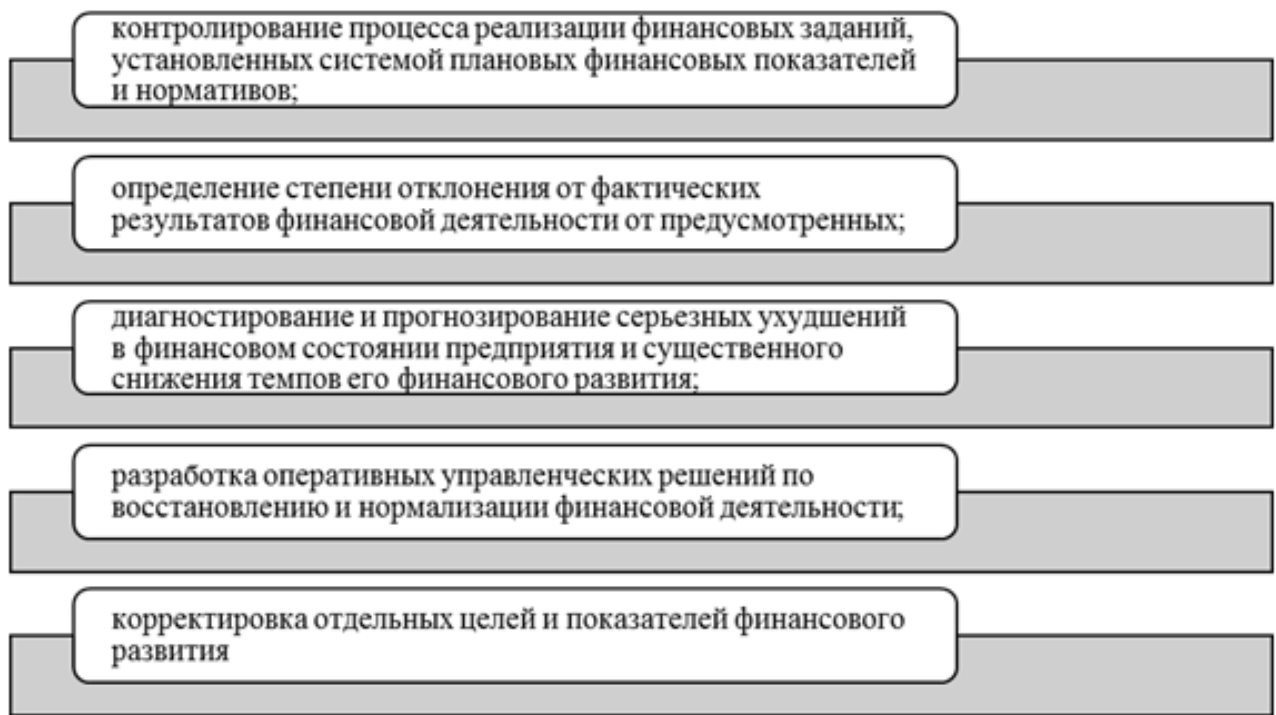 контролирование процесса реализации финансовых заданий,
установленных системой плановых финансовых показателей
и нормативов;
определение степени отклонения от фактических
результатов финансовой деятельности от предусмотренных;
диагностирование и прогнозирование серьезных ухудшений
в финансовом состоянии предприятия и существенного
снижения темпов его финансового развития;
разработка оперативных управленческих решений по
восстановлению и нормализации финансовой деятельности;
корректировка отдельных целей и показателей финансового
развития